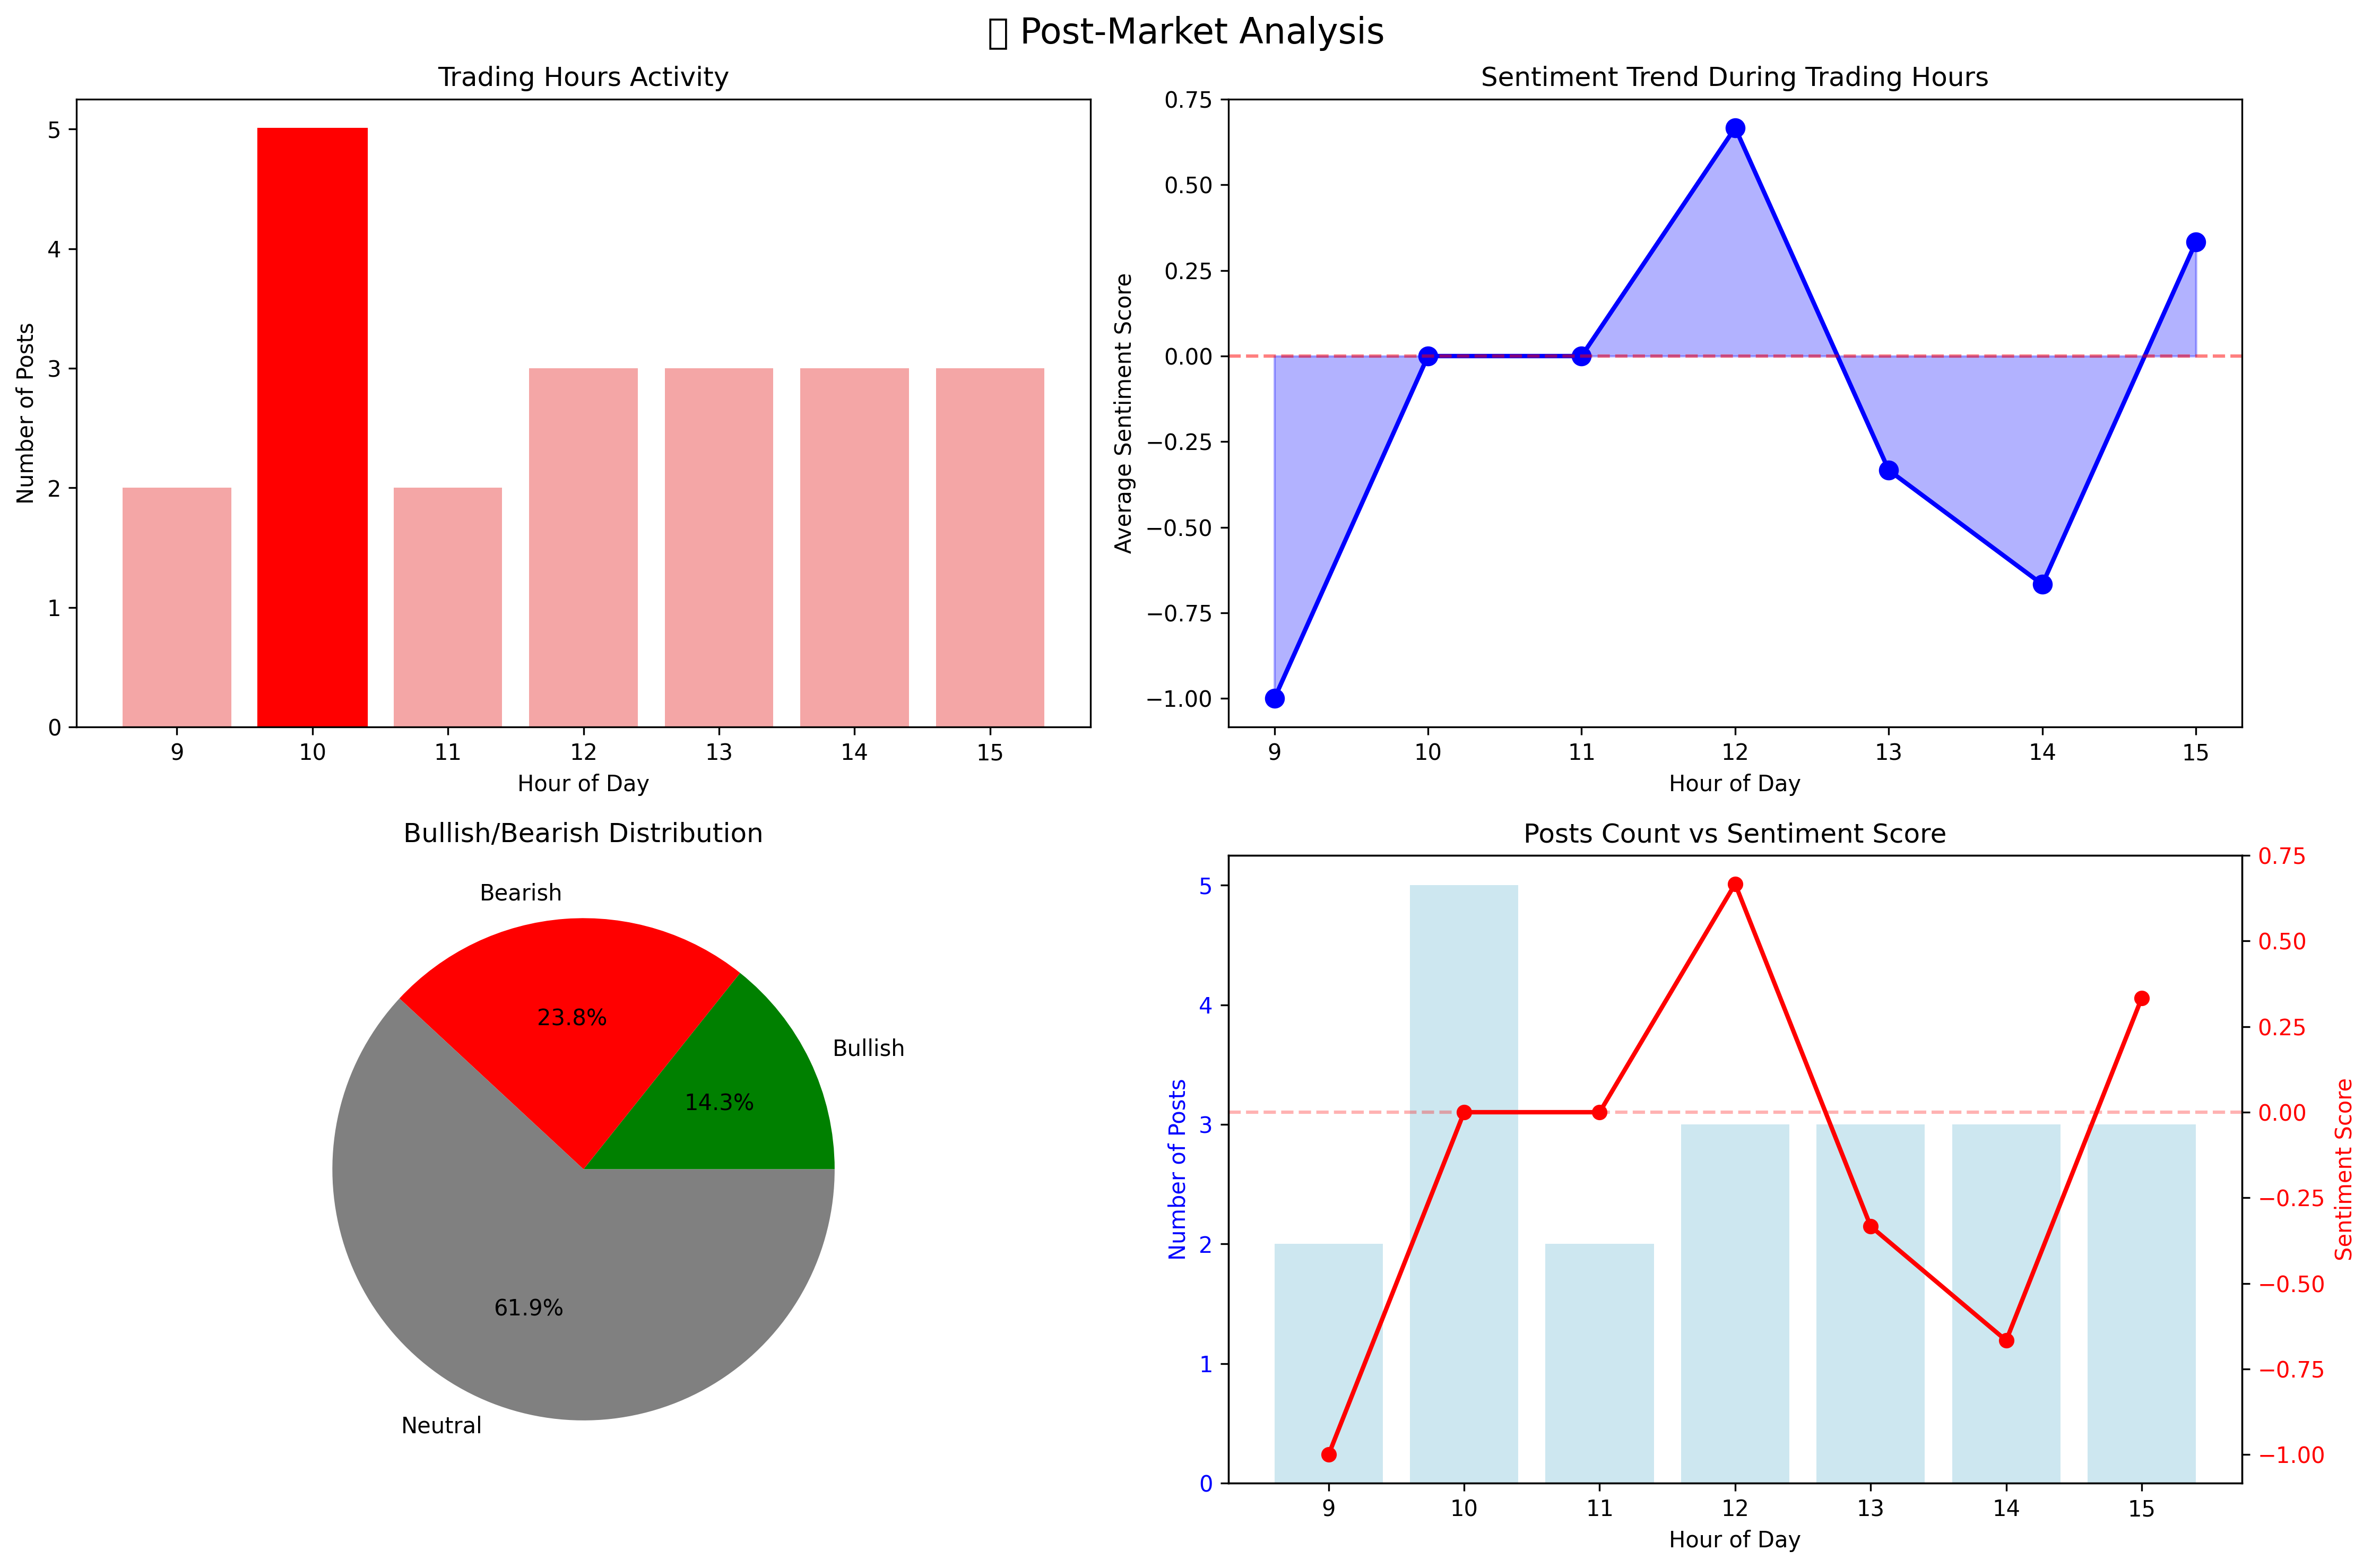 ▯ Post-Market Analysis
Trading Hours Activity
Number of Posts
5
4
3
2
1
0
9 10 11 12 13 14 15
Hour of Day
Sentiment Trend During Trading Hours
Average Sentiment Score
0.75
0.50
0.25
0.00
−0.25
−0.50
−0.75
−1.00
9 10 11 12 13 14 15
Hour of Day
Bullish/Bearish Distribution
Bearish
23.8%
Bullish
14.3%
61.9%
Neutral
Posts Count vs Sentiment Score
Number of Posts
5
4
3
2
1
0
9 10 11 12 13 14 15
Hour of Day
0.75
0.50
0.25
0.00
−0.25
−0.50
−0.75
−1.00
Sentiment Score